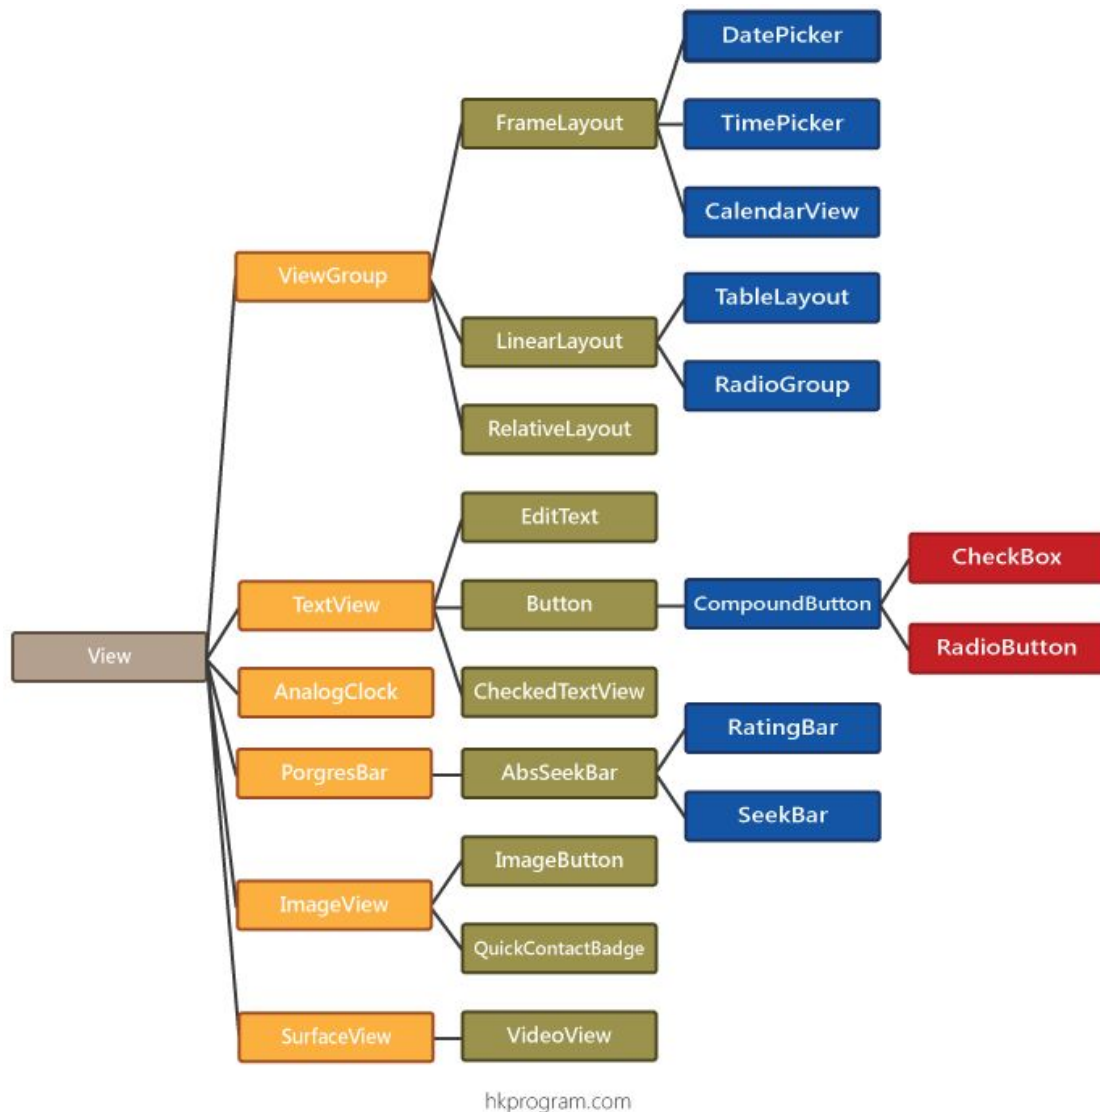 DatePicker
FrameLayout
TimePicker
CalendarView
ViewGroup
TableLayout
LinearLayout
RadioGroup
RelativeLayout
EditText
CheckBox
TextView
Button
CompoundButton
View
RadioButton
AnalogClock
CheckedTextView
RatingBar
PorgresBar
AbsSeekBar
SeekBar
ImageButton
ImageView
QuickContactBadge
SurfaceView
VideoView
hkprogram.com